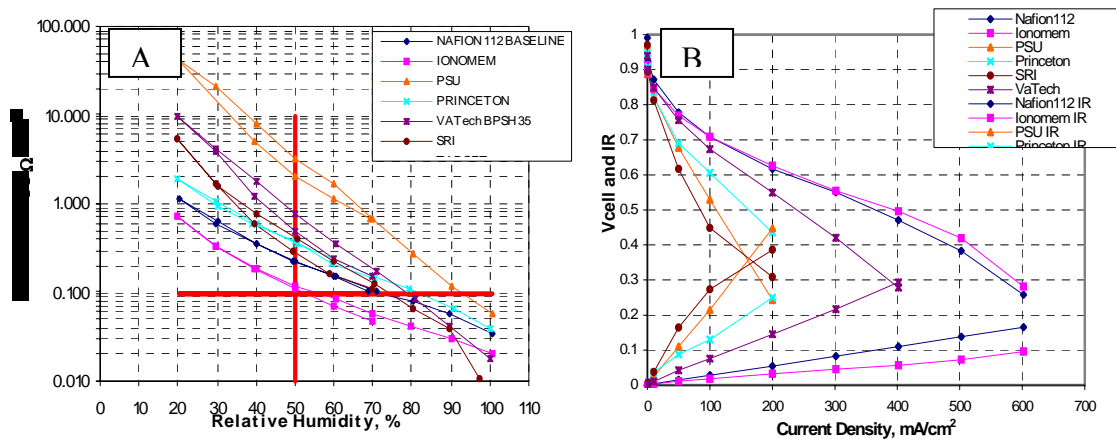 A
100.000
10.000
1.000
0.100
0.010
Ω
0 10 20 30 40 50 60 70 80 90 100 110
Relative Humidity, %
NAFION 112 BASELINE
IONOMEM
PSU
PRINCETON
VATech BPSH 35
SRI
B
1
0.9
0.8
0.7
0.6
0.5
0.4
0.3
0.2
0.1
0
Vcell and IR
0 100 200 300 400 500 600 700
Current Density, mA/cm²
Nafion112
Ionomem
PSU
Princeton
SRI
VaTech
Nafion112 IR
Ionomem IR
PSU IR
Princeton IR